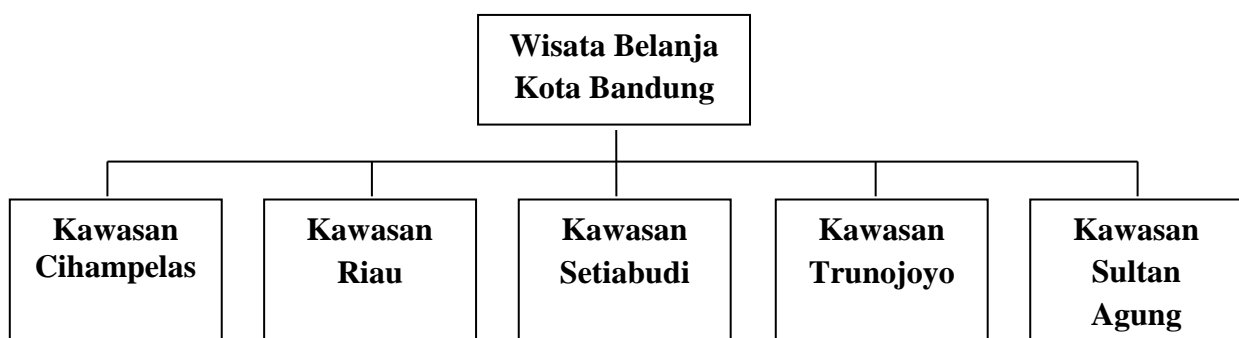 Wisata Belanja
Kota Bandung
Kawasan
Cihampelas
Kawasan
Riau
Kawasan
Setiabudi
Kawasan
Trunojoyo
Kawasan
Sultan
Agung